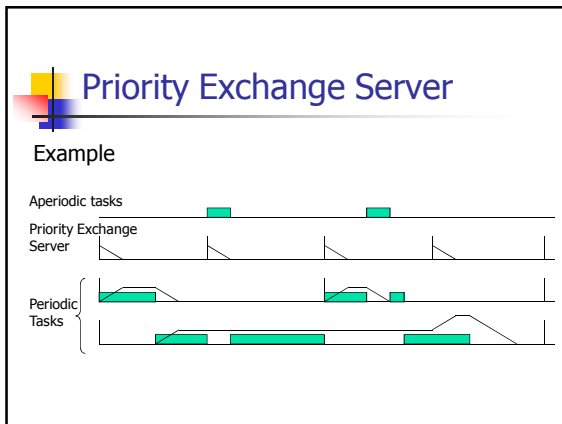 Priority Exchange Server
Example
Aperiodic tasks
Priority Exchange
Server
Periodic
Tasks